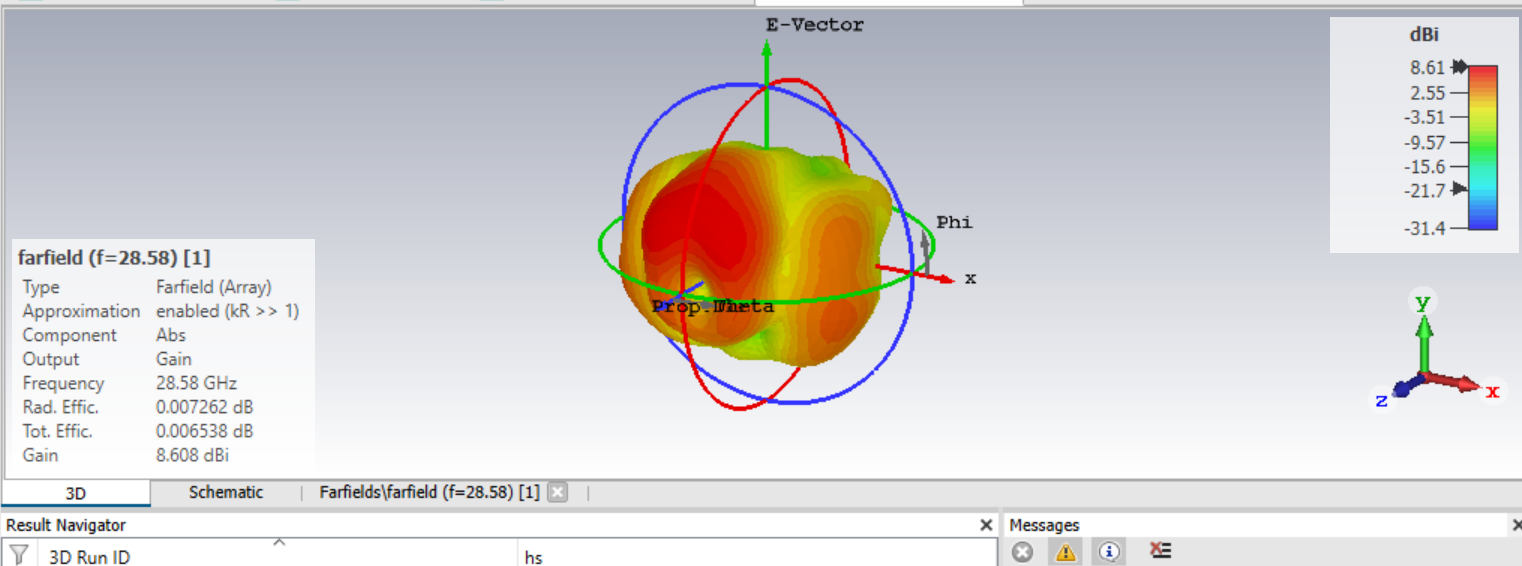 E-Vector
dBi
8.61
2.55
-3.51
-9.57
-15.6
-21.7
-31.4
Phi
x
Theta
farfield (f=28.58) [1]
Type Farfield (Array)
Approximation enabled (kR >> 1)
Component Abs
Output Gain
Frequency 28.58 GHz
Rad. Effic. 0.007262 dB
Tot. Effic. 0.006538 dB
Gain 8.608 dBi
y
z
x
3D Schematic Farfields\farfield (f=28.58) [1]
Result Navigator
Messages
3D Run ID hs